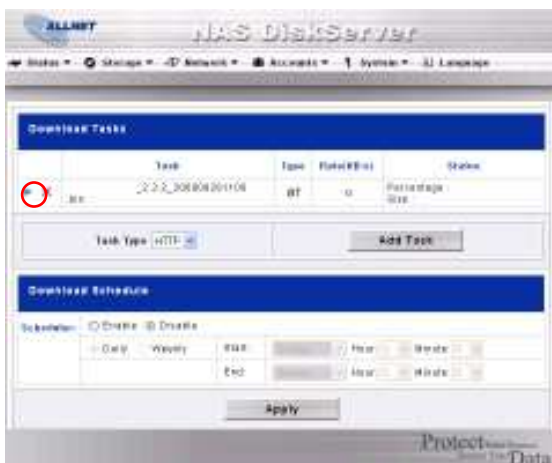 ALLNET
NAS DiskServer
Status Storage Network Accounts System Language
Download Tasks
Task Type Rate(KB/s) Status
BT Percentage
Size
Task Type HTTP Add Task
Download Schedule
Scheduler Enable Disable
Daily Weekly Start Hour Minute
End Hour Minute
Apply
Protect
Your Data